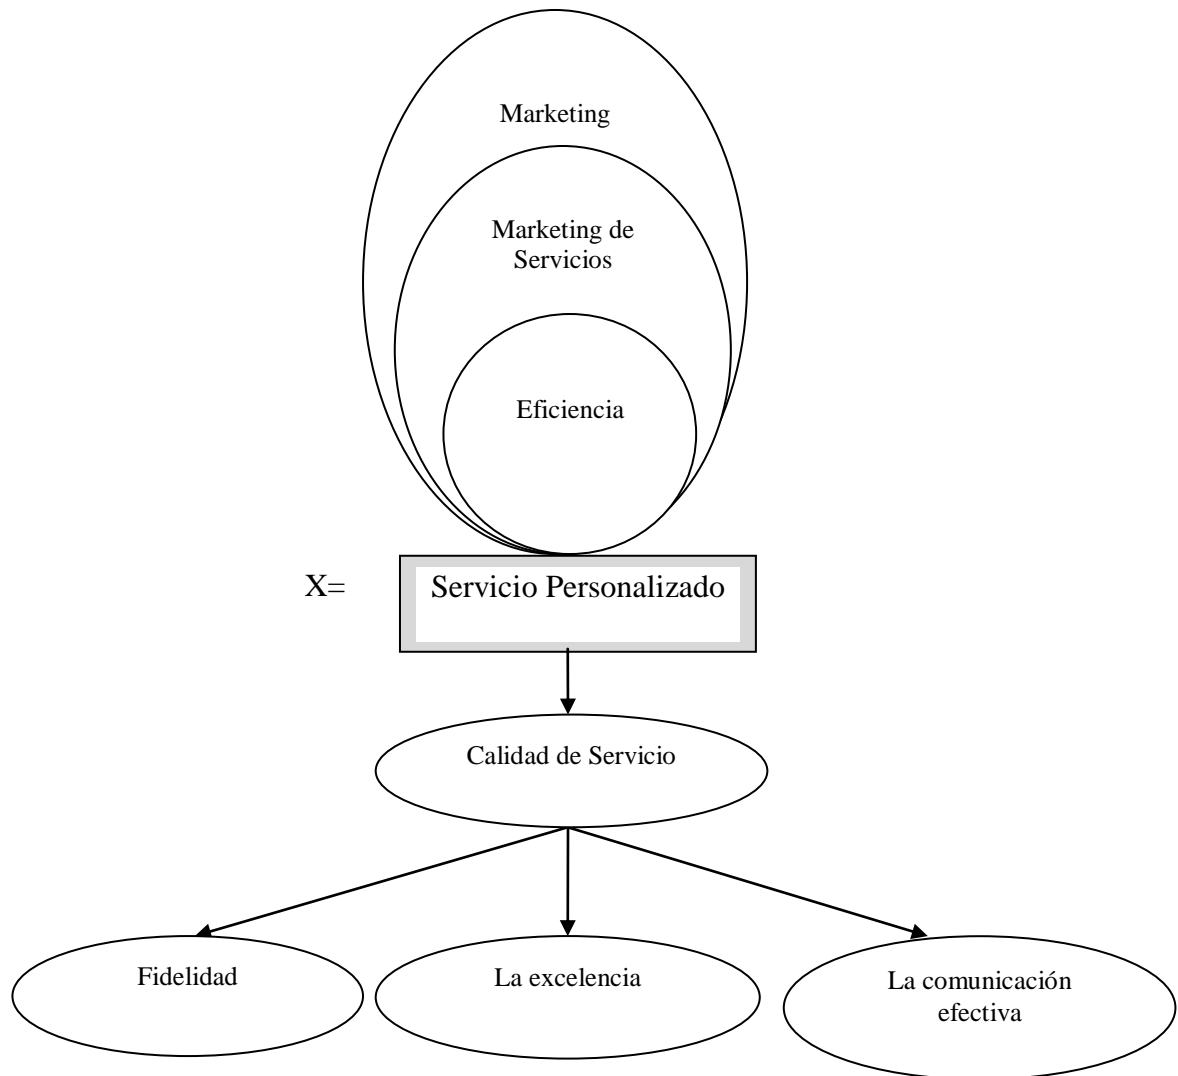 Marketing
Marketing de
Servicios
Eficiencia
X=
Servicio Personalizado
Calidad de Servicio
Fidelidad
La excelencia
La comunicación
efectiva